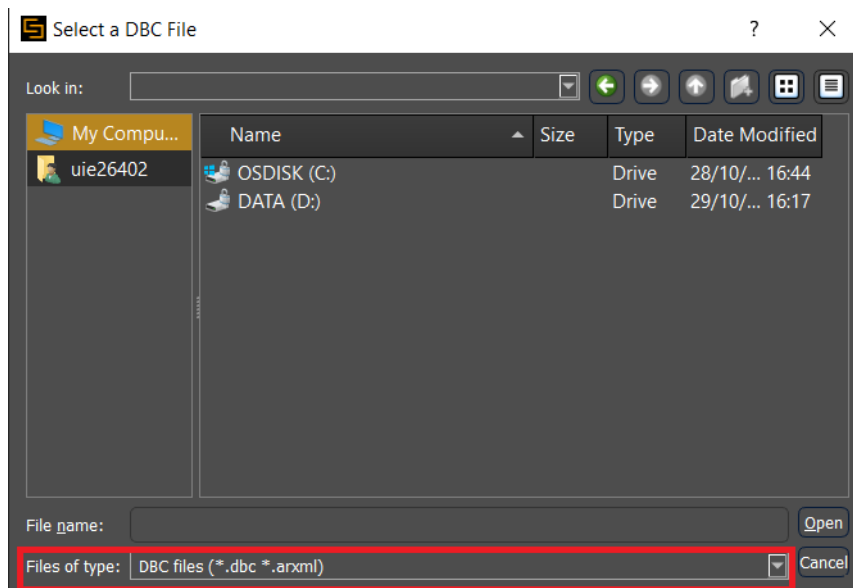 Select a DBC File
?
Look in:
My Compu...
uie26402
Name Size Type Date Modified
OSDISK (C:) Drive 28/10/... 16:44
DATA (D:) Drive 29/10/... 16:17
File name:
Open
Files of type: DBC files (*.dbc *.arxml)
Cancel